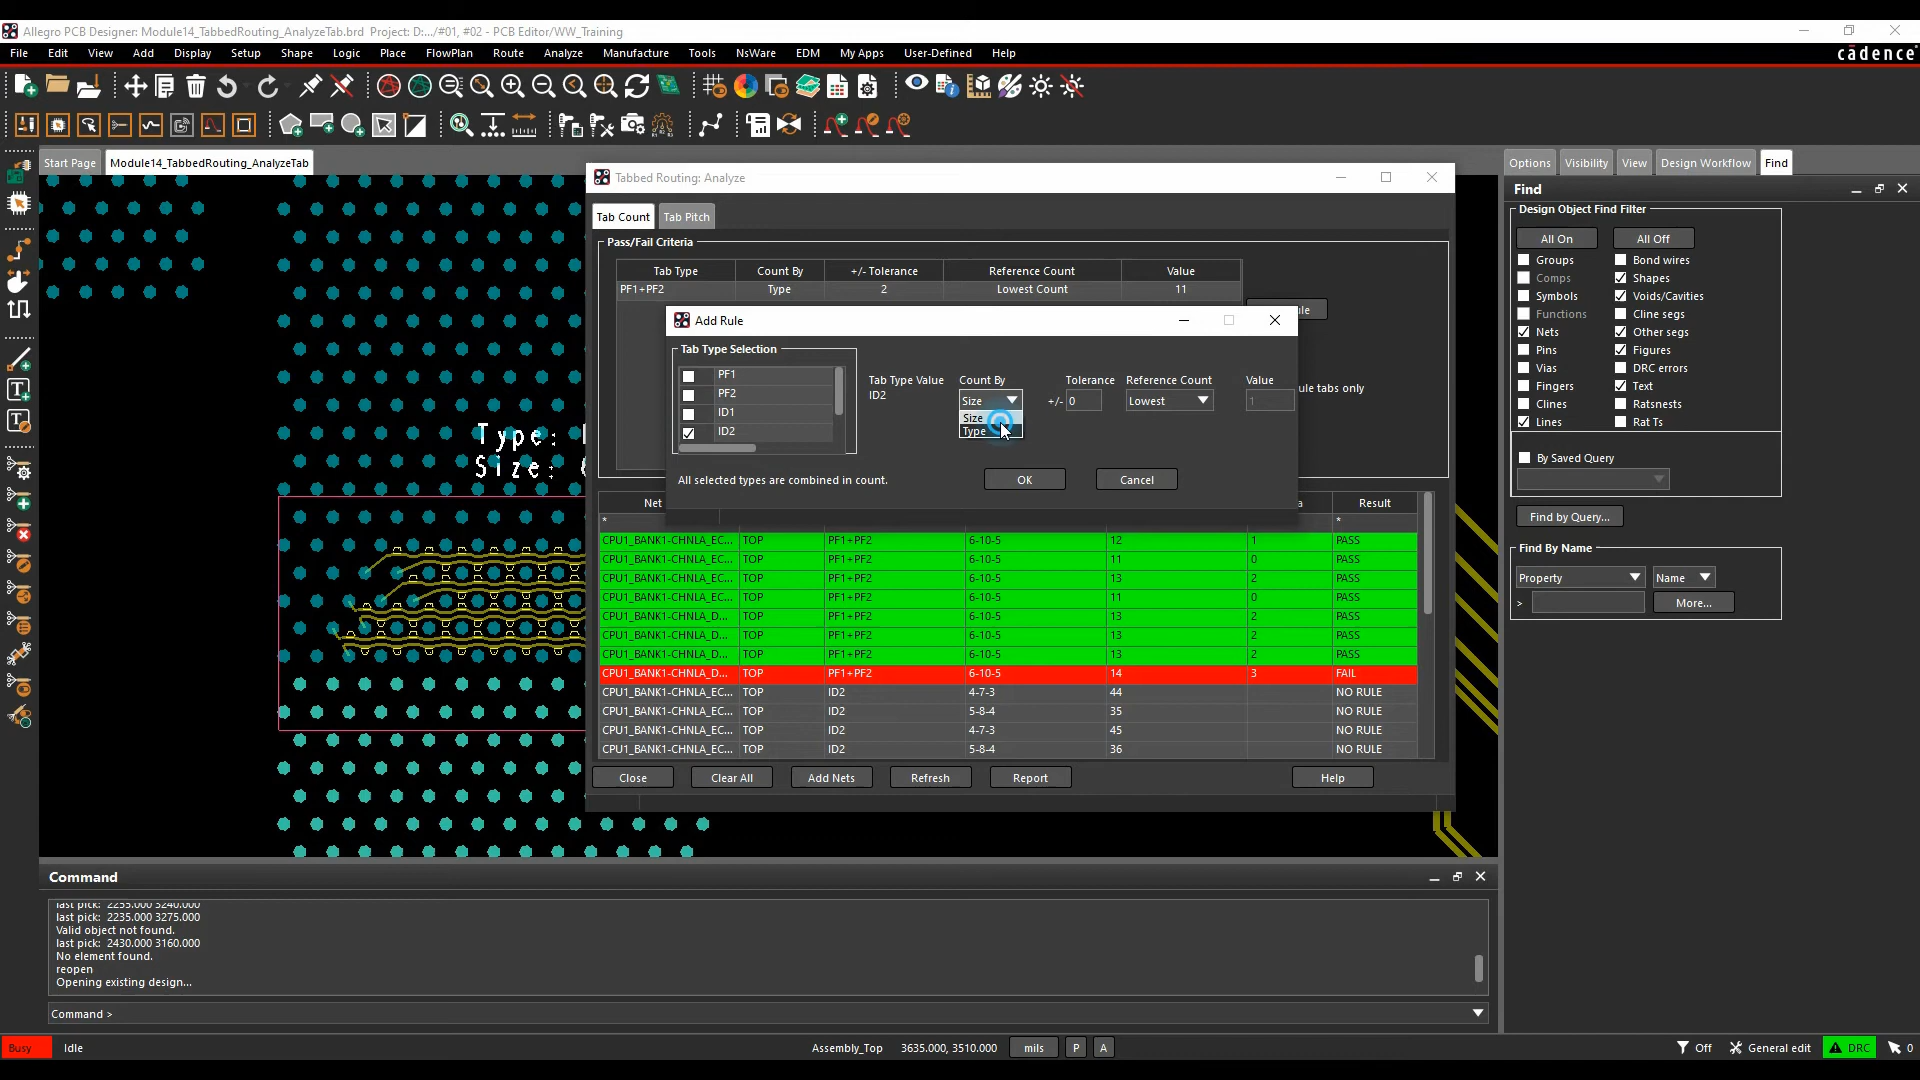 Allegro PCB Designer: Module14_TabbedRouting_AnalyzeTab.brd  Project: D:.../#01, #02 - PCB Editor/WW_Training
File Edit View Add Display Setup Shape Logic Place FlowPlan Route Analyze Manufacture Tools NsWare EDM My Apps User-Defined Help
cādence
Start Page Module14_TabbedRouting_AnalyzeTab
Options Visibility View Design Workflow Find
Tabbed Routing: Analyze
Find
Tab Count Tab Pitch
Design Object Find Filter
All On All Off
Groups Bond wires
Comps Shapes
Symbols Voids/Cavities
Functions Cline segs
Nets Other segs
Pins Figures
Vias DRC errors
Fingers Text
Clines Ratsnests
Lines Rat Ts
By Saved Query
Find by Query...
Find By Name
Property Name
> More...
Pass/Fail Criteria
Tab Type Count By +/- Tolerance Reference Count Value
PF1+PF2 Type 2 Lowest Count 11
Add Rule
Tab Type Selection
PF1
PF2
ID1
ID2
Tab Type Value Count By Tolerance Reference Count Value
ID2 Size +/- 0 Lowest 1
Size
Type
ule tabs only
All selected types are combined in count. OK Cancel
Type:
Size:
Net Result
* *
CPU1_BANK1-CHNLA_EC... TOP PF1+PF2 6-10-5 12 1 PASS
CPU1_BANK1-CHNLA_EC... TOP PF1+PF2 6-10-5 11 0 PASS
CPU1_BANK1-CHNLA_EC... TOP PF1+PF2 6-10-5 13 2 PASS
CPU1_BANK1-CHNLA_EC... TOP PF1+PF2 6-10-5 11 0 PASS
CPU1_BANK1-CHNLA_D... TOP PF1+PF2 6-10-5 13 2 PASS
CPU1_BANK1-CHNLA_D... TOP PF1+PF2 6-10-5 13 2 PASS
CPU1_BANK1-CHNLA_D... TOP PF1+PF2 6-10-5 13 2 PASS
CPU1_BANK1-CHNLA_D... TOP PF1+PF2 6-10-5 14 3 FAIL
CPU1_BANK1-CHNLA_EC... TOP ID2 4-7-3 44 NO RULE
CPU1_BANK1-CHNLA_EC... TOP ID2 5-8-4 35 NO RULE
CPU1_BANK1-CHNLA_EC... TOP ID2 4-7-3 45 NO RULE
CPU1_BANK1-CHNLA_EC... TOP ID2 5-8-4 36 NO RULE
Close Clear All Add Nets Refresh Report Help
Command
last pick:  2255.000 3240.000
last pick:  2235.000 3275.000
Valid object not found.
last pick:  2430.000 3160.000
No element found.
reopen
Opening existing design...
Command >
Busy Idle Assembly_Top 3635.000, 3510.000 mils P A Off General edit DRC 0